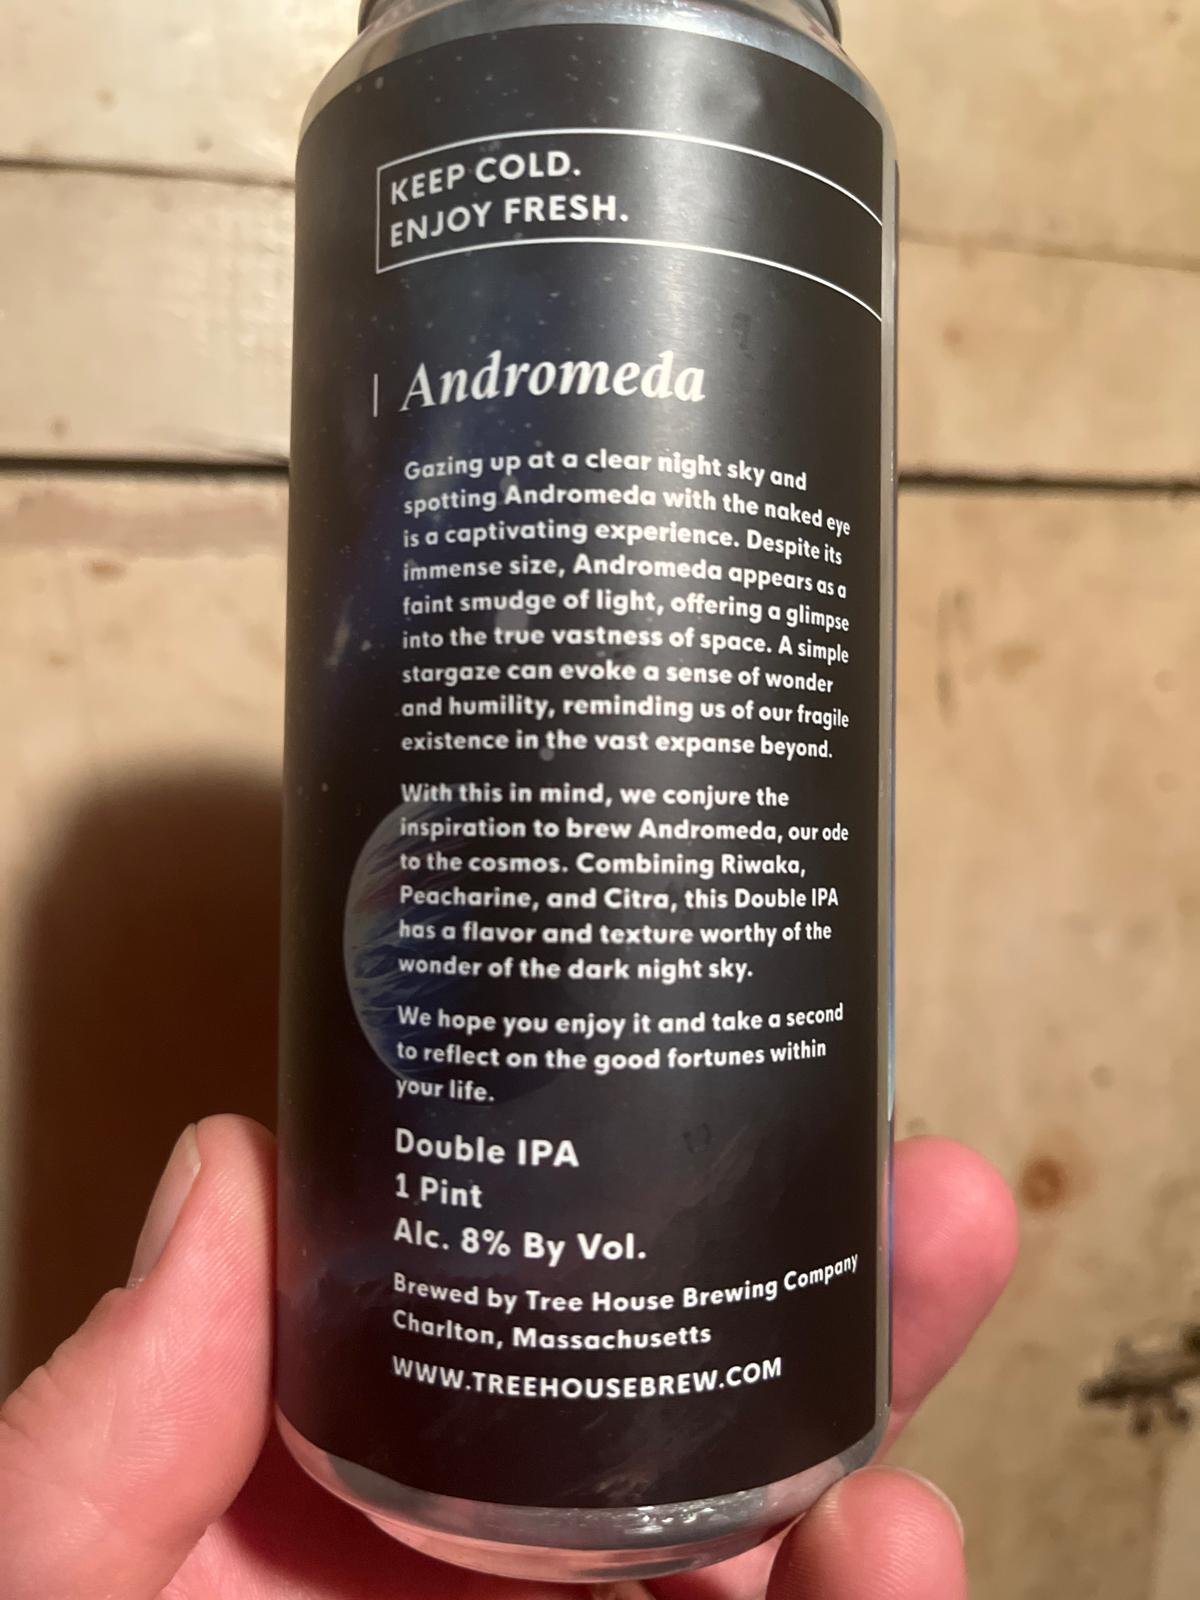 KEEP COLD.
ENJOY FRESH.
Andromeda
Gazing up at a clear night sky and
spotting Andromeda with the naked eye
is a captivating experience. Despite its
immense size, Andromeda appears as a
faint smudge of light, offering a glimpse
into the true vastness of space. A simple
stargaze can evoke a sense of wonder
and humility, reminding us of our fragile
existence in the vast expanse beyond.
With this in mind, we conjure the
inspiration to brew Andromeda, our ode
to the cosmos. Combining Riwaka,
Peacharine, and Citra, this Double IPA
has a flavor and texture worthy of the
wonder of the dark night sky.
We hope you enjoy it and take a second
to reflect on the good fortunes within
your life.
Double IPA
1 Pint
Alc. 8% By Vol.
Brewed by Tree House Brewing Company
Charlton, Massachusetts
WWW.TREEHOUSEBREW.COM